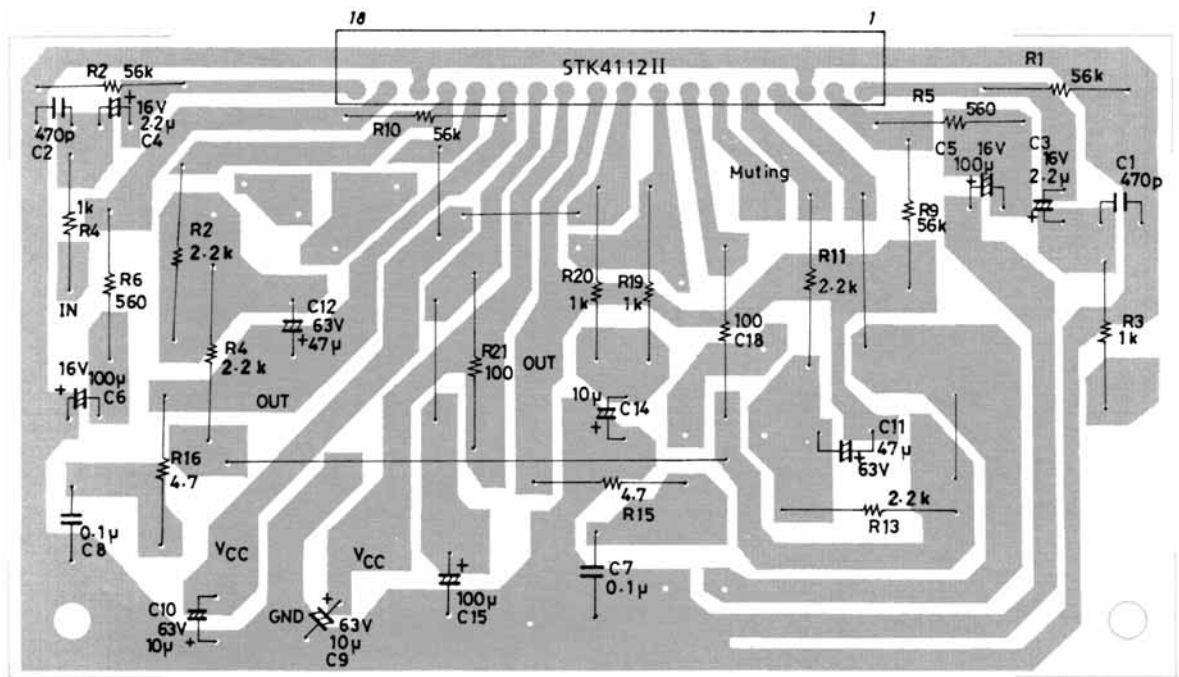 18
1
STK4112II
R2
56k
R1
56k
16V
2.2μ
C4
470p
C2
R10
56k
R5
560
C5
16V
100μ
C3
16V
2.2μ
C1
470p
Muting
1k
R4
R2
2.2k
R9
56k
R6
560
IN
C12
63V
47μ
R20
1k
R19
1k
R11
2.2k
100
C18
R3
1k
R4
2.2k
R21
100
OUT
16V
100μ
C6
OUT
10μ
C14
C11
47μ
63V
R16
4.7
4.7
R15
2.2k
R13
0.1μ
C8
VCC
VCC
C7
0.1μ
100μ
C15
C10
63V
10μ
GND
63V
10μ
C9